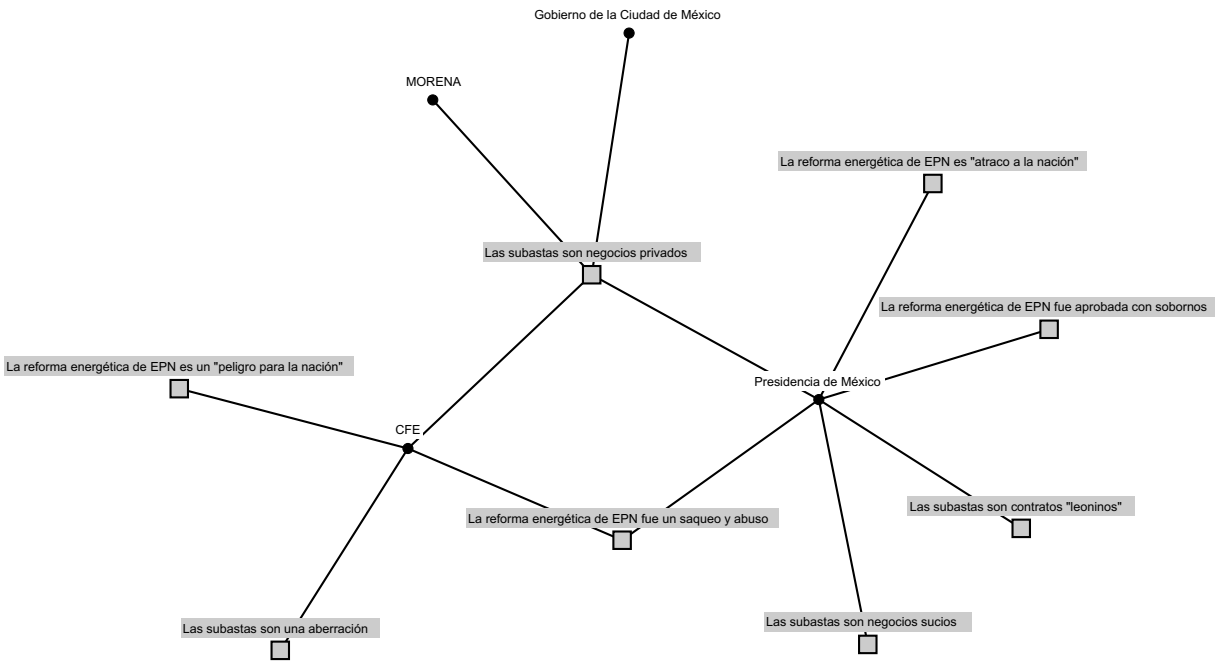 Gobierno de la Ciudad de México
MORENA
La reforma energética de EPN es "atraco a la nación"
Las subastas son negocios privados
La reforma energética de EPN fue aprobada con sobornos
La reforma energética de EPN es un "peligro para la nación"
Presidencia de México
CFE
Las subastas son contratos "leoninos"
La reforma energética de EPN fue un saqueo y abuso
Las subastas son negocios sucios
Las subastas son una aberración